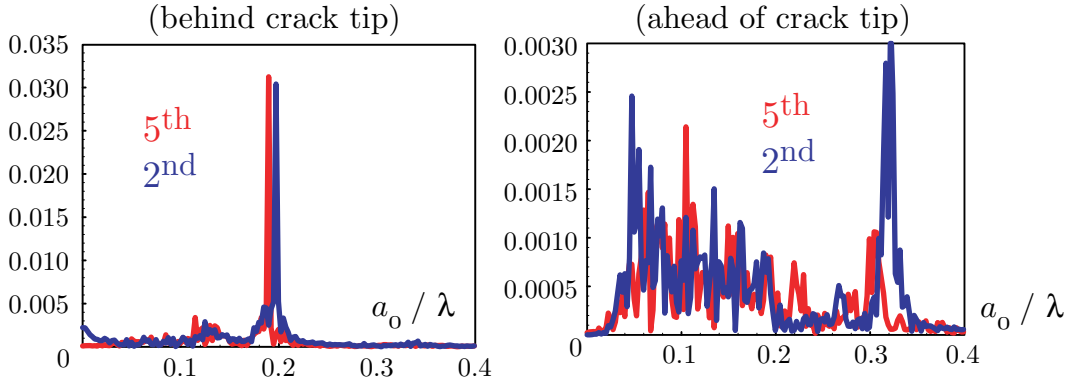 (behind crack tip)
0.035
0.030
0.025
0.020
0.015
0.010
0.005
0
0.1
0.2
0.3
0.4
5th
2nd
a_o / λ
(ahead of crack tip)
0.0030
0.0025
0.0020
0.0015
0.0010
0.0005
0
0.1
0.2
0.3
0.4
5th
2nd
a_o / λ